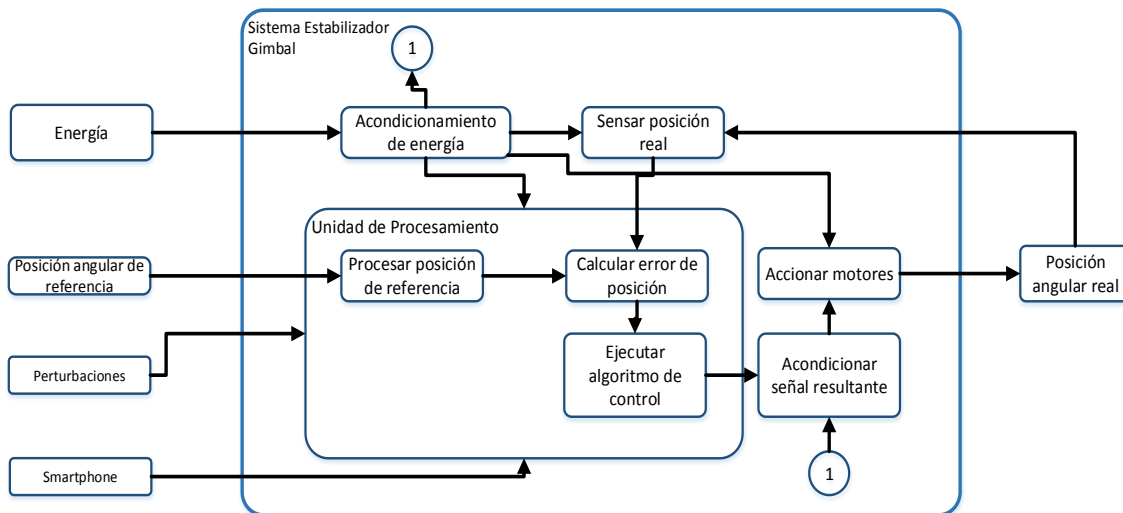 Sistema Estabilizador
Gimbal
1
Energía
Acondicionamiento
de energía
Sensar posición
real
Unidad de Procesamiento
Posición angular de
referencia
Procesar posición
de referencia
Calcular error de
posición
Accionar motores
Posición
angular real
Perturbaciones
Ejecutar
algoritmo de
control
Acondicionar
señal resultante
Smartphone
1